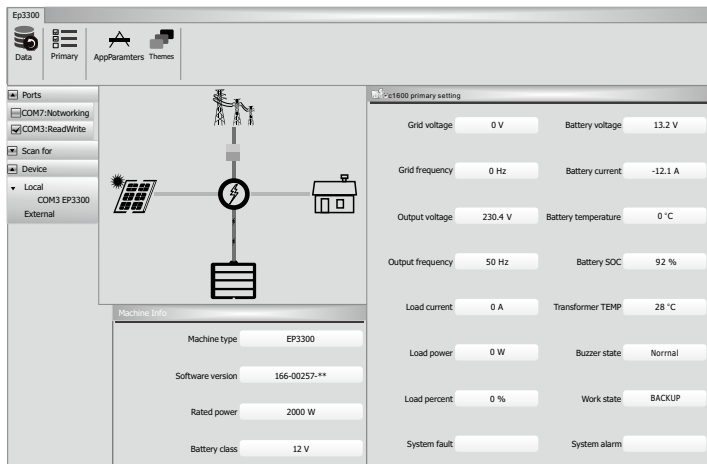 Ep3300
Data Primary AppParamters Themes
Ports
COM7:Notworking
COM3:ReadWrite
Scan for
Device
Local
COM3 EP3300
External
Machine Info
Machine type EP3300
Software version 166-00257-**
Rated power 2000 W
Battery class 12 V
c1600 primary setting
Grid voltage 0 V Battery voltage 13.2 V
Grid frequency 0 Hz Battery current -12.1 A
Output voltage 230.4 V Battery temperature 0 °C
Output frequency 50 Hz Battery SOC 92 %
Load current 0 A Transformer TEMP 28 °C
Load power 0 W Buzzer state Norrnal
Load percent 0 % Work state BACKUP
System fault System alarm